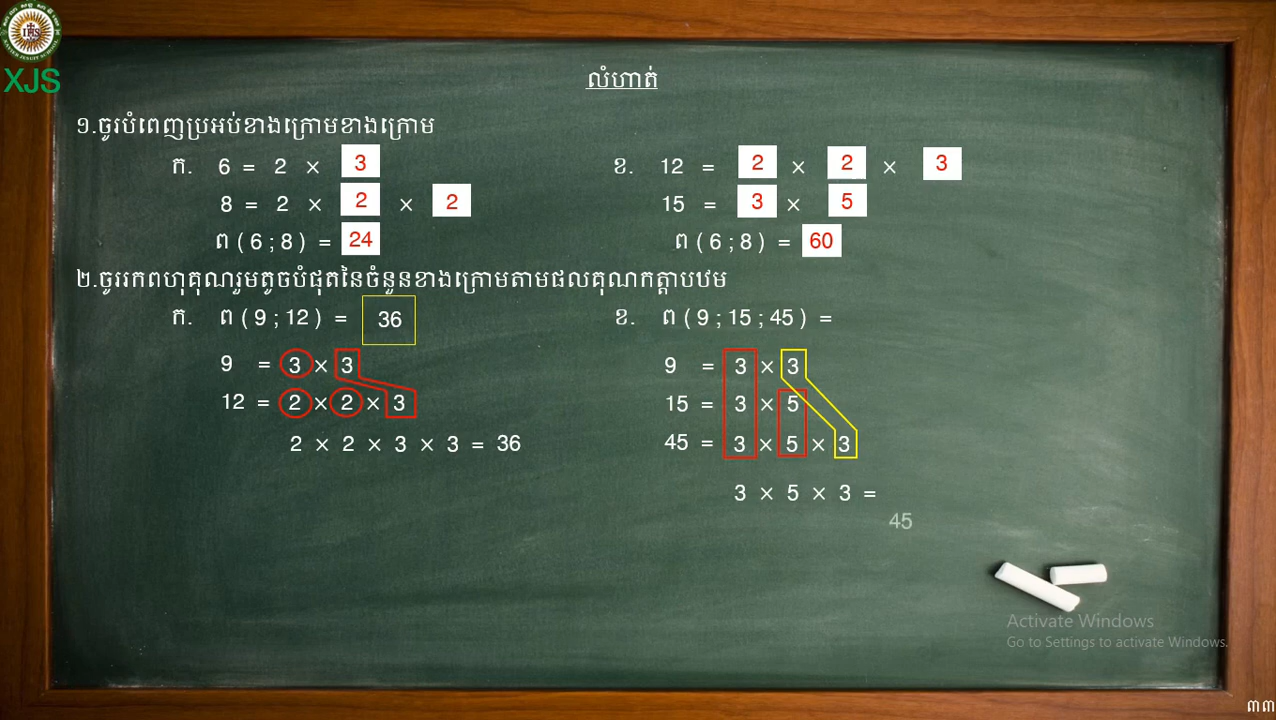 XJS
លំហាត់
១.ចូរបំពេញប្រអប់ខាងក្រោមខាងក្រោម
ក. 6 = 2 × 3
8 = 2 × 2 × 2
ព ( 6 ; 8 ) = 24
ខ. 12 = 2 × 2 × 3
15 = 3 × 5
ព ( 6 ; 8 ) = 60
២.ចូររកពហុគុណរួមតូចបំផុតនៃចំនួនខាងក្រោមតាមផលគុណកត្តាបឋម
ក. ព ( 9 ; 12 ) = 36
9 = 3 × 3
12 = 2 × 2 × 3
2 × 2 × 3 × 3 = 36
ខ. ព ( 9 ; 15 ; 45 ) =
9 = 3 × 3
15 = 3 × 5
45 = 3 × 5 × 3
3 × 5 × 3 =
45
Activate Windows
Go to Settings to activate Windows.
៣៣